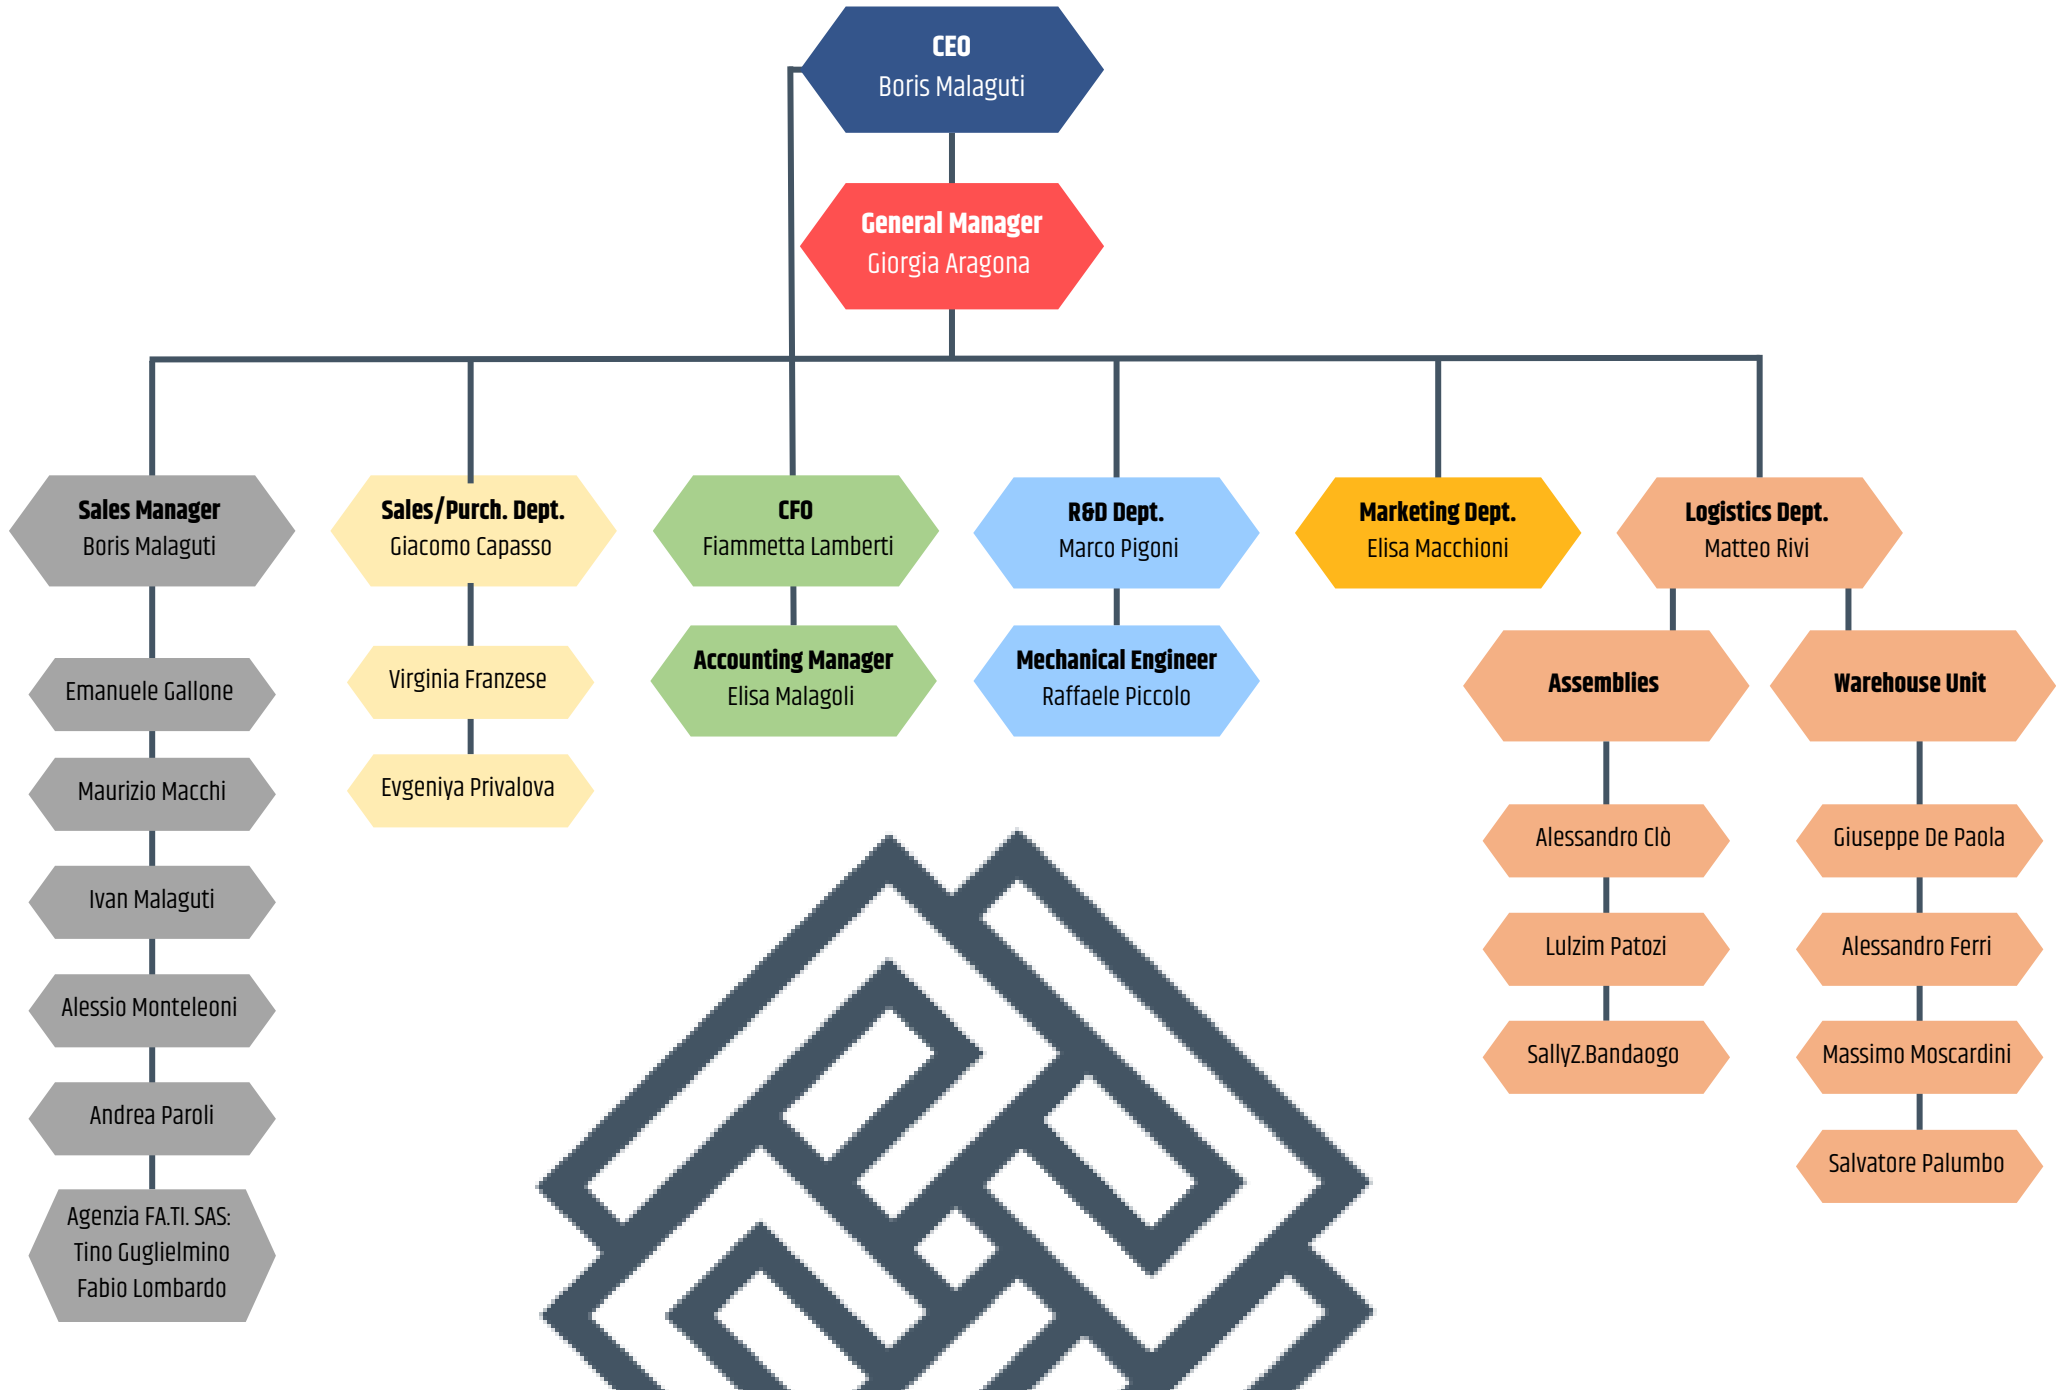 CEO
Boris Malaguti
General Manager
Giorgia Aragona
Sales Manager
Boris Malaguti
Emanuele Gallone
Maurizio Macchi
Ivan Malaguti
Alessio Monteleoni
Andrea Paroli
Agenzia FA.TI. SAS:
Tino Guglielmino
Fabio Lombardo
Sales/Purch. Dept.
Giacomo Capasso
Virginia Franzese
Evgeniya Privalova
CFO
Fiammetta Lamberti
Accounting Manager
Elisa Malagoli
R&D Dept.
Marco Pigoni
Mechanical Engineer
Raffaele Piccolo
Marketing Dept.
Elisa Macchioni
Logistics Dept.
Matteo Rivi
Assemblies
Alessandro Clò
Lulzim Patozi
SallyZ.Bandaogo
Warehouse Unit
Giuseppe De Paola
Alessandro Ferri
Massimo Moscardini
Salvatore Palumbo